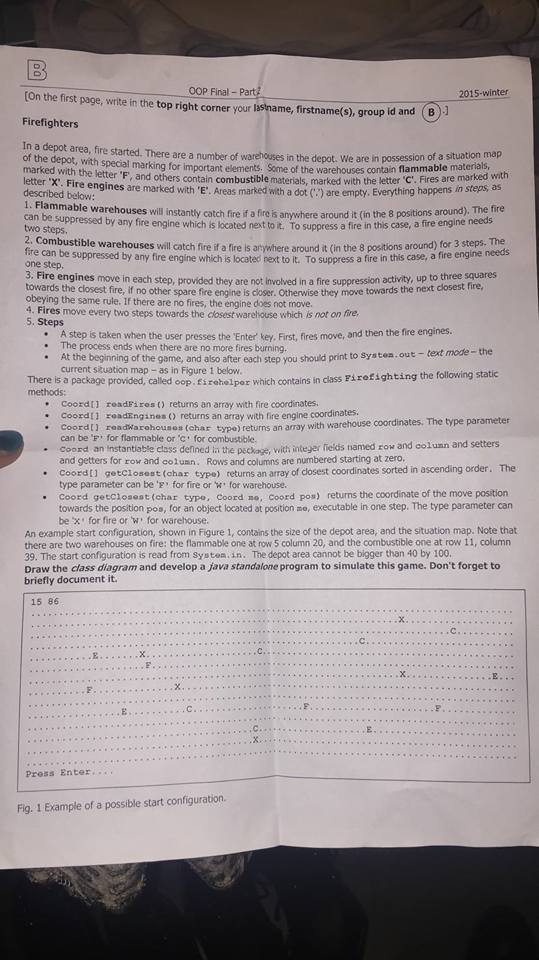 B
OOP Final – Part2
2015-winter
[On the first page, write in the top right corner your lastname, firstname(s), group id and B .]
Firefighters
In a depot area, fire started. There are a number of warehouses in the depot. We are in possession of a situation map
of the depot, with special marking for important elements. Some of the warehouses contain flammable materials,
marked with the letter 'F', and others contain combustible materials, marked with the letter 'C'. Fires are marked with
letter 'X'. Fire engines are marked with 'E'. Areas marked with a dot ('.') are empty. Everything happens in steps, as
described below:
1. Flammable warehouses will instantly catch fire if a fire is anywhere around it (in the 8 positions around). The fire
can be suppressed by any fire engine which is located next to it. To suppress a fire in this case, a fire engine needs
two steps.
2. Combustible warehouses will catch fire if a fire is anywhere around it (in the 8 positions around) for 3 steps. The
fire can be suppressed by any fire engine which is located next to it. To suppress a fire in this case, a fire engine needs
one step.
3. Fire engines move in each step, provided they are not involved in a fire suppression activity, up to three squares
towards the closest fire, if no other spare fire engine is closer. Otherwise they move towards the next closest fire,
obeying the same rule. If there are no fires, the engine does not move.
4. Fires move every two steps towards the closest warehouse which is not on fire.
5. Steps
• A step is taken when the user presses the 'Enter' key. First, fires move, and then the fire engines.
• The process ends when there are no more fires burning.
• At the beginning of the game, and also after each step you should print to System.out – text mode – the
current situation map – as in Figure 1 below.
There is a package provided, called oop.firehelper which contains in class Firefighting the following static
methods:
• Coord[] readFires() returns an array with fire coordinates.
• Coord[] readEngines() returns an array with fire engine coordinates.
• Coord[] readWarehouses(char type) returns an array with warehouse coordinates. The type parameter
can be 'F' for flammable or 'C' for combustible.
• Coord an instantiable class defined in the package, with integer fields named row and column and setters
and getters for row and column. Rows and columns are numbered starting at zero.
• Coord[] getClosest(char type) returns an array of closest coordinates sorted in ascending order. The
type parameter can be 'F' for fire or 'W' for warehouse.
• Coord getClosest(char type, Coord me, Coord pos) returns the coordinate of the move position
towards the position pos, for an object located at position me, executable in one step. The type parameter can
be 'X' for fire or 'W' for warehouse.
An example start configuration, shown in Figure 1, contains the size of the depot area, and the situation map. Note that
there are two warehouses on fire: the flammable one at row 5 column 20, and the combustible one at row 11, column
39. The start configuration is read from System.in. The depot area cannot be bigger than 40 by 100.
Draw the class diagram and develop a java standalone program to simulate this game. Don't forget to
briefly document it.
15 86
X
C
C
E X C
F
X E
F X
E C F F
C E
X
Press Enter....
Fig. 1 Example of a possible start configuration.